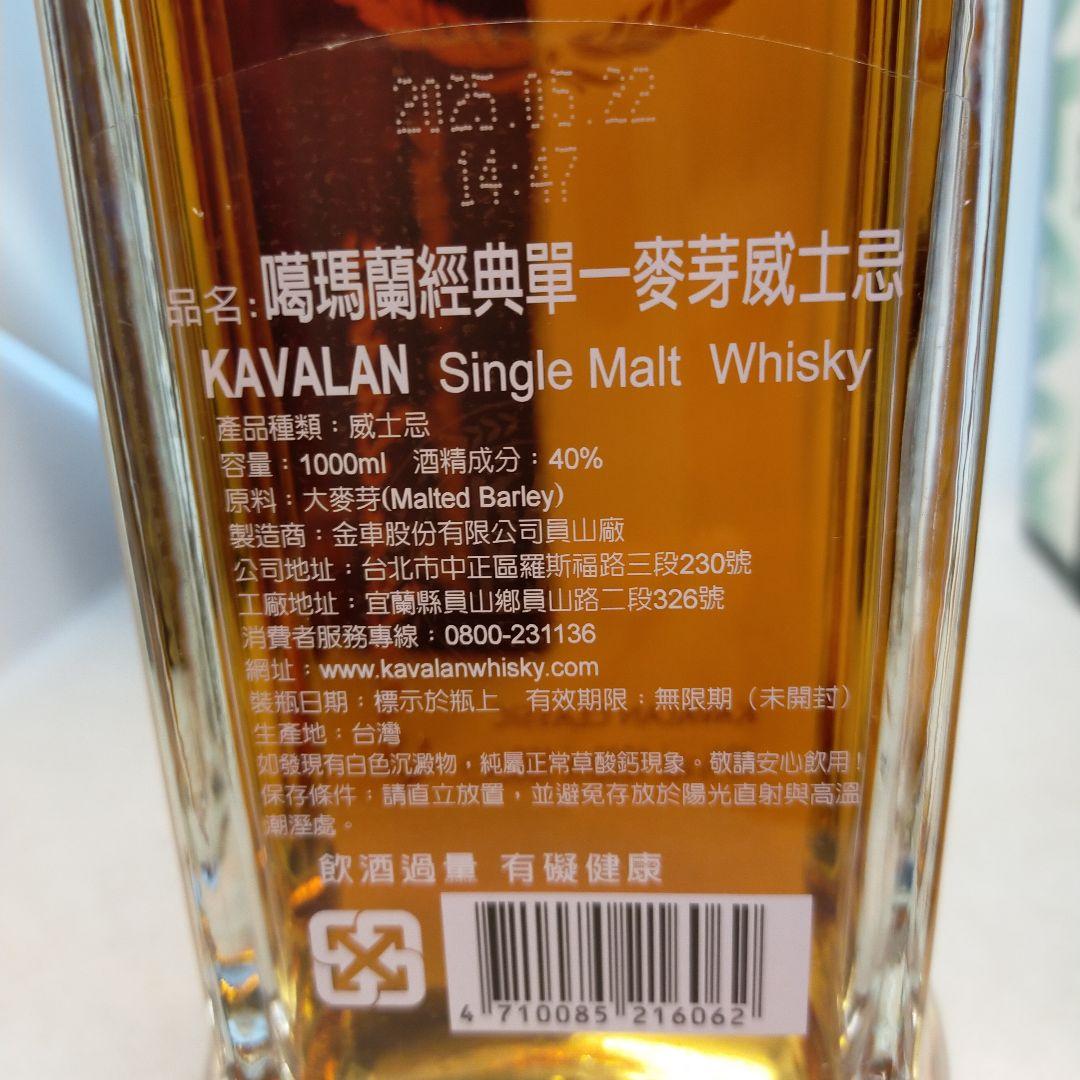 2025.05.22
14:47
品名:噶瑪蘭經典單一麥芽威士忌
KAVALAN Single Malt Whisky
產品種類：威士忌
容量：1000ml 酒精成分：40%
原料：大麥芽(Malted Barley)
製造商：金車股份有限公司員山廠
公司地址：台北市中正區羅斯福路三段230號
工廠地址：宜蘭縣員山鄉員山路二段326號
消費者服務專線：0800-231136
網址：www.kavalanwhisky.com
裝瓶日期：標示於瓶上 有效期限：無限期（未開封）
生產地：台灣
如發現有白色沉澱物，純屬正常草酸鈣現象。敬請安心飲用！
保存條件：請直立放置，並避免存放於陽光直射與高溫
潮溼處。
飲酒過量 有礙健康
4 710085 216062